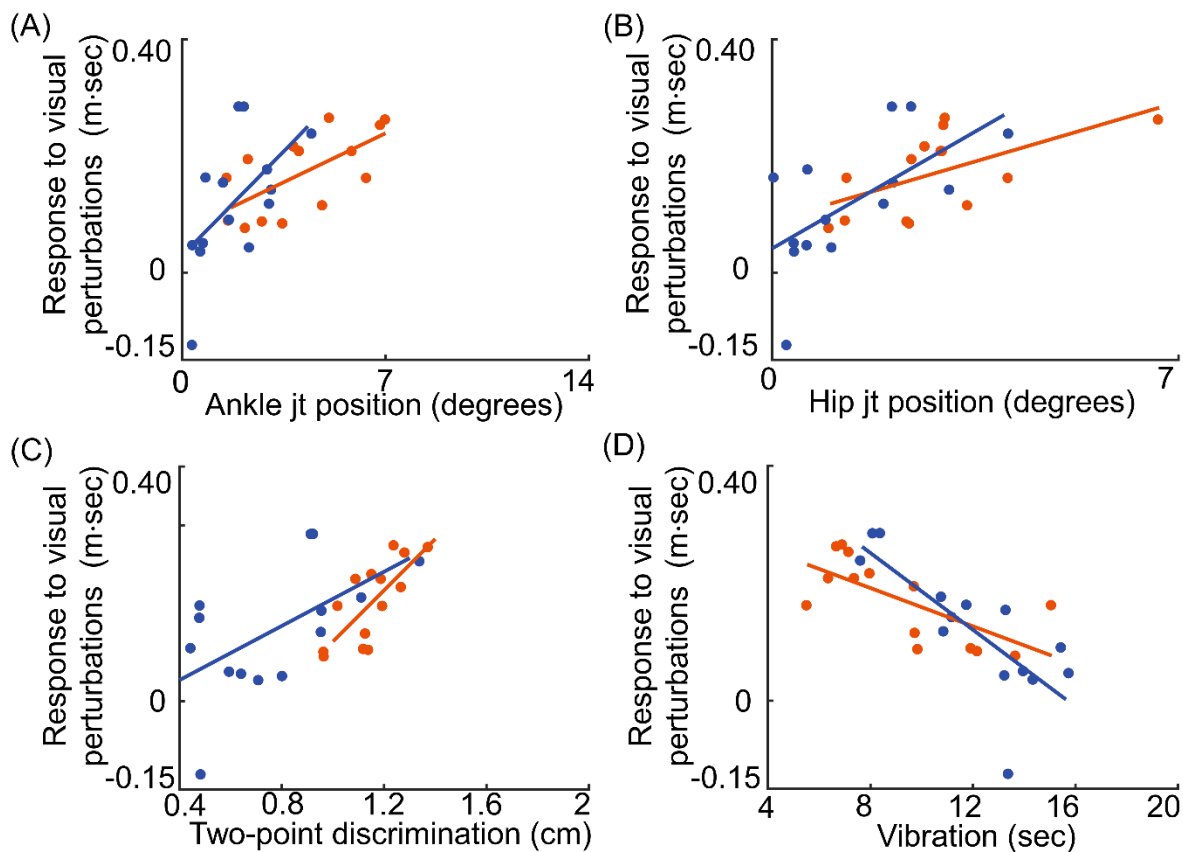 (A)
Response to visual
perturbations (m·sec)
0.40
0
-0.15
0 7 14
Ankle jt position (degrees)
(B)
Response to visual
perturbations (m·sec)
0.40
0
-0.15
0 7
Hip jt position (degrees)
(C)
Response to visual
perturbations (m·sec)
0.40
0
-0.15
0.4 0.8 1.2 1.6 2
Two-point discrimination (cm)
(D)
Response to visual
perturbations (m·sec)
0.40
0
-0.15
4 8 12 16 20
Vibration (sec)